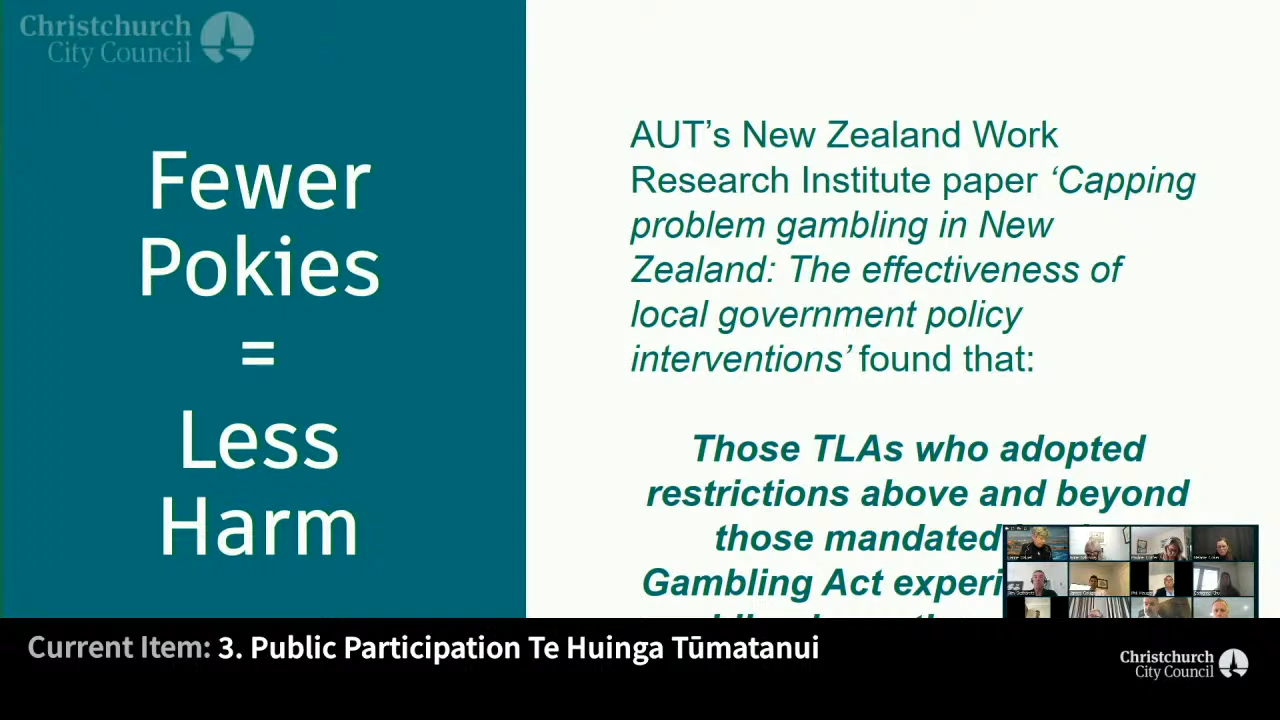 Christchurch
City Council
Fewer
Pokies
=
Less
Harm
AUT’s New Zealand Work
Research Institute paper ‘Capping
problem gambling in New
Zealand: The effectiveness of
local government policy
interventions’ found that:
Those TLAs who adopted
restrictions above and beyond
those mandated
Gambling Act experi
Current Item: 3. Public Participation Te Huinga Tūmatanui
Christchurch
City Council